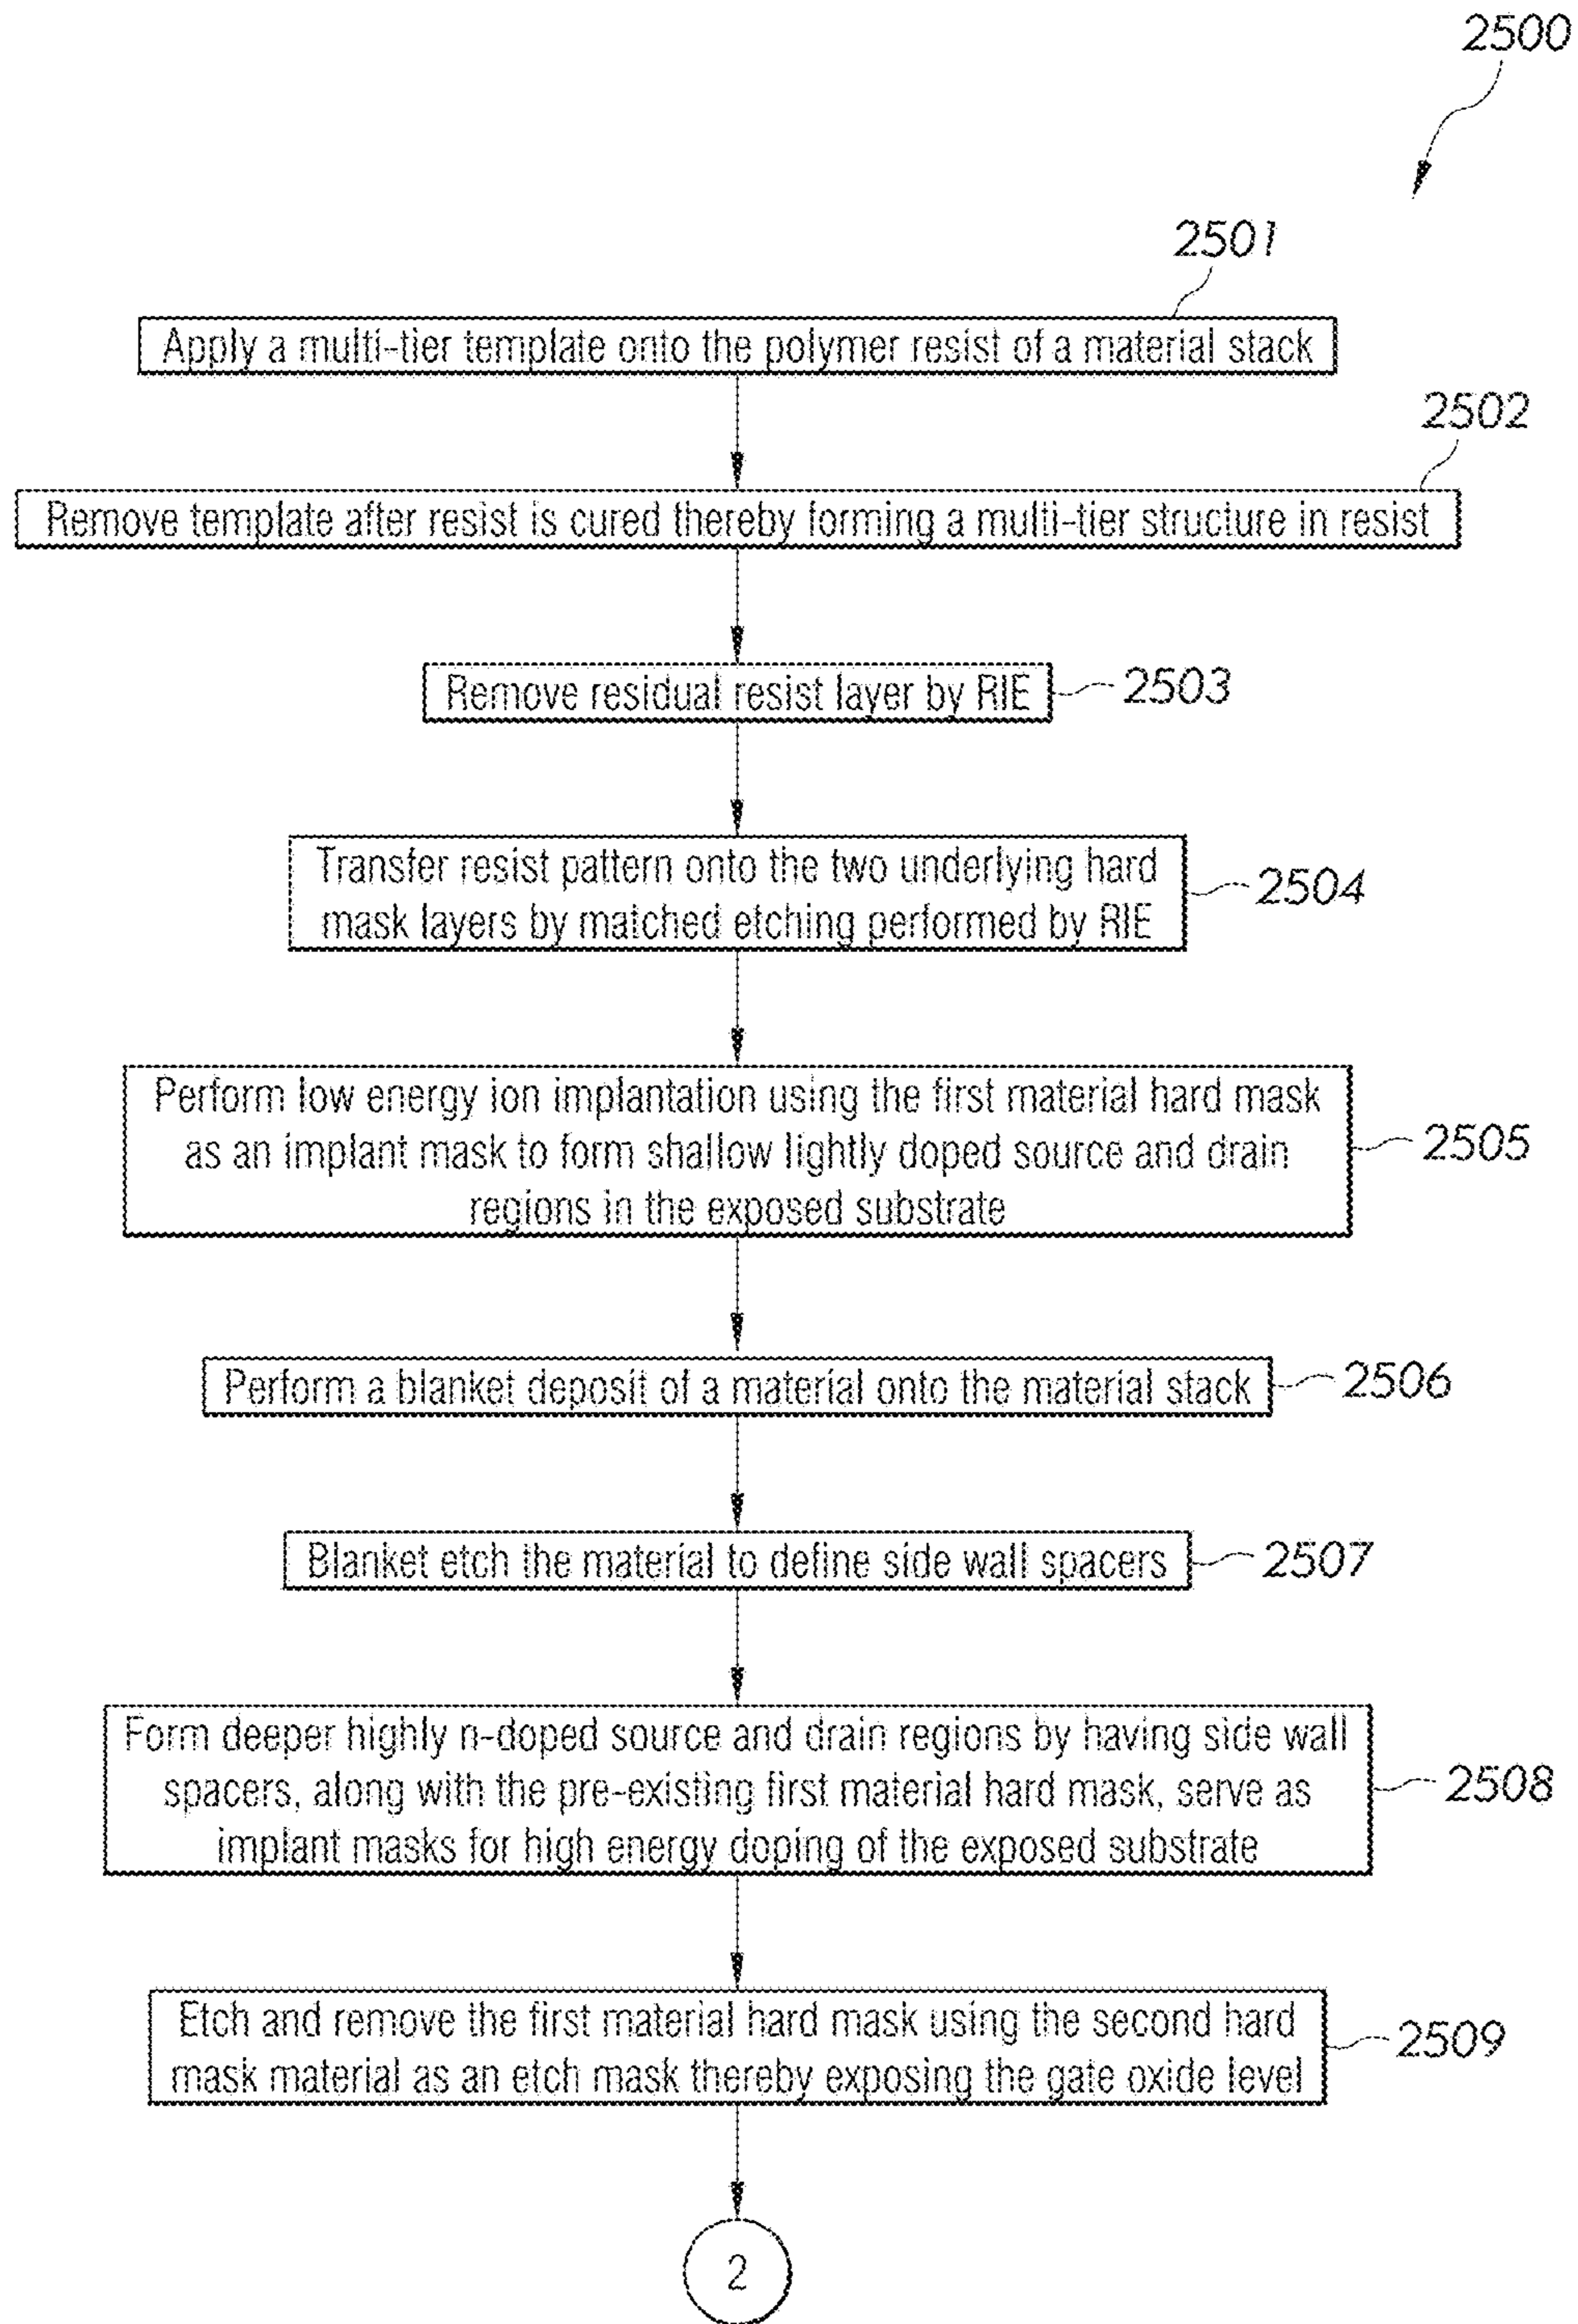 2500
2501
Apply a multi-tier template onto the polymer resist of a material stack
2502
Remove template after resist is cured thereby forming a multi-tier structure in resist
Remove residual resist layer by RIE
2503
Transfer resist pattern onto the two underlying hard
mask layers by matched etching performed by RIE
2504
Perform low energy ion implantation using the first material hard mask
as an implant mask to form shallow lightly doped source and drain
regions in the exposed substrate
2505
Perform a blanket deposit of a material onto the material stack
2506
Blanket etch the material to define side wall spacers
2507
Form deeper highly n-doped source and drain regions by having side wall
spacers, along with the pre-existing first material hard mask, serve as
implant masks for high energy doping of the exposed substrate
2508
Etch and remove the first material hard mask using the second hard
mask material as an etch mask thereby exposing the gate oxide level
2509
2